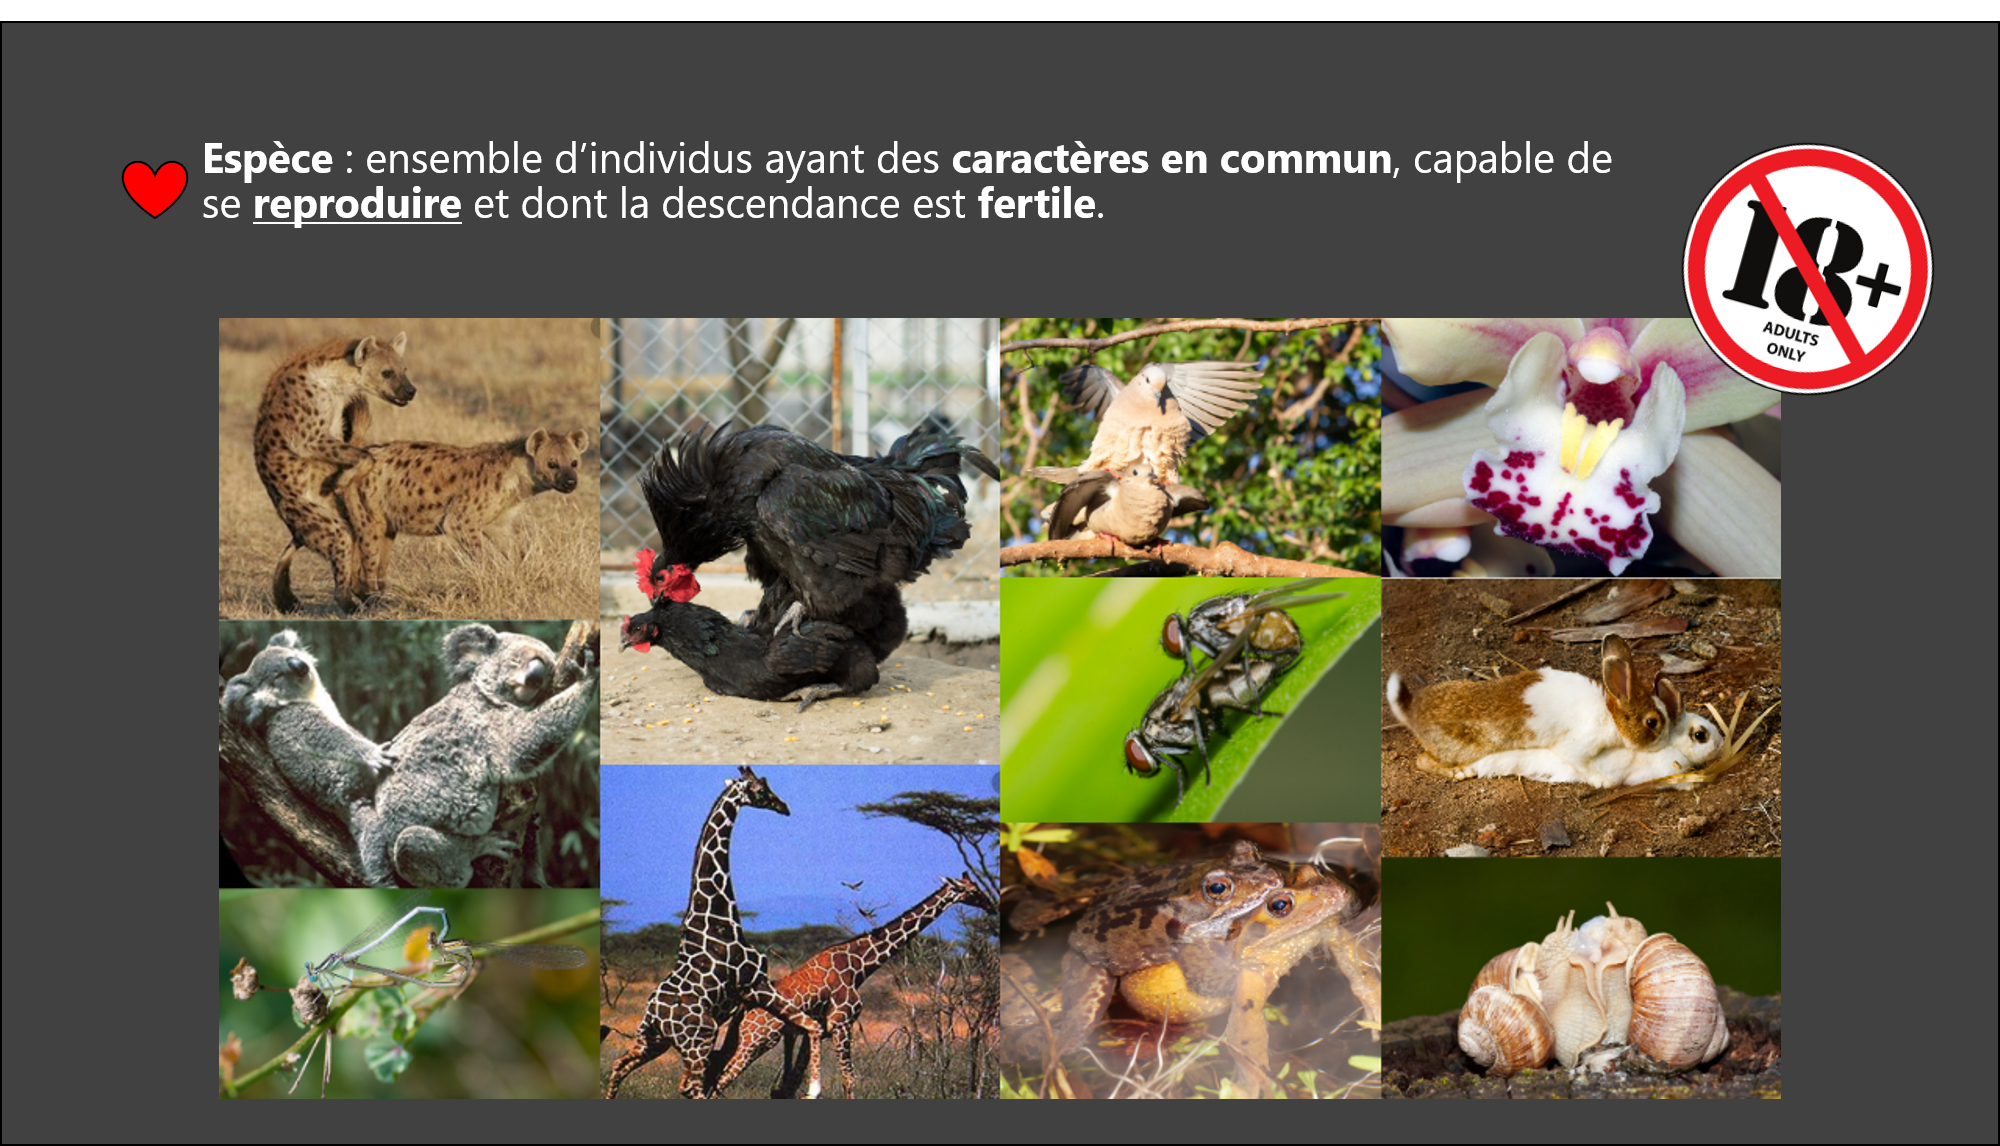 Espèce : ensemble d’individus ayant des caractères en commun, capable de
se reproduire et dont la descendance est fertile.
18+
ADULTS
ONLY